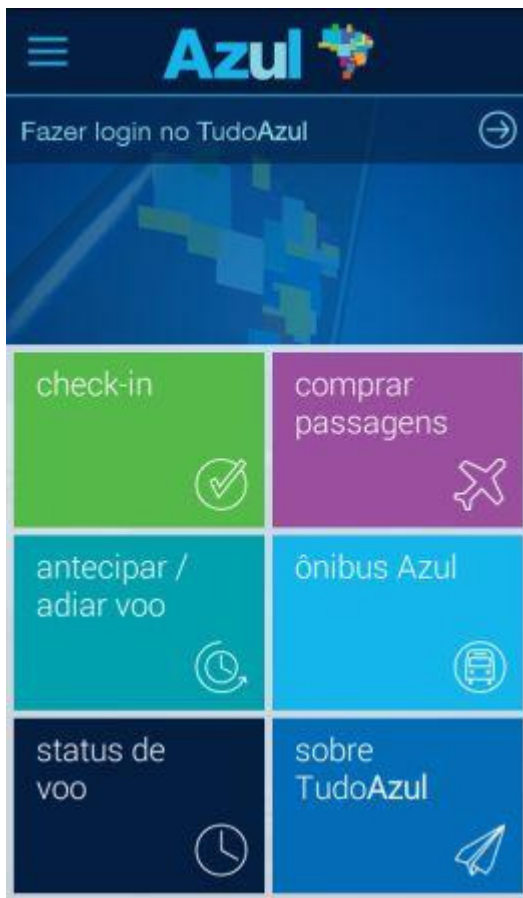 Azul
Fazer login no TudoAzul
check-in
comprar
passagens
antecipar /
adiar voo
ônibus Azul
status de
voo
sobre
TudoAzul